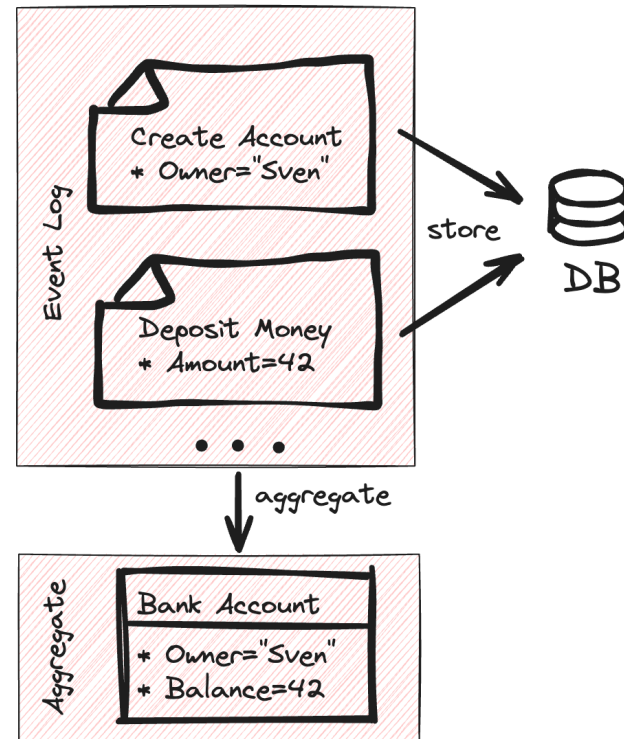 Event Log
Create Account
* Owner="Sven"
Deposit Money
* Amount=42
...
store
DB
aggregate
Aggregate
Bank Account
* Owner="Sven"
* Balance=42